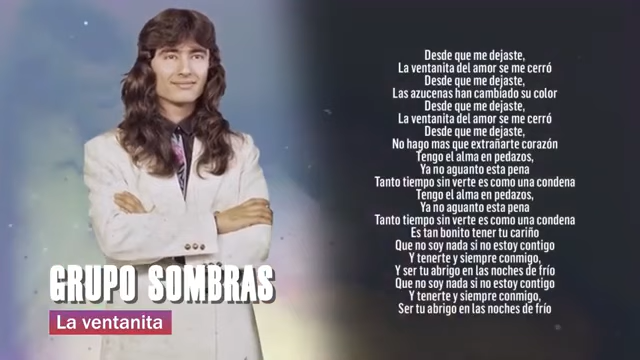 GRUPO SOMBRAS
La ventanita
Desde que me dejaste,
La ventanita del amor se me cerró
Desde que me dejaste,
Las azucenas han cambiado su color
Desde que me dejaste,
La ventanita del amor se me cerró
Desde que me dejaste,
No hago mas que extrañarte corazón
Tengo el alma en pedazos,
Ya no aguanto esta pena
Tanto tiempo sin verte es como una condena
Tengo el alma en pedazos,
Ya no aguanto esta pena
Tanto tiempo sin verte es como una condena
Es tan bonito tener tu cariño
Que no soy nada si no estoy contigo
Y tenerte y siempre conmigo,
Y ser tu abrigo en las noches de frío
Que no soy nada si no estoy contigo
Y tenerte y siempre conmigo,
Ser tu abrigo en las noches de frío